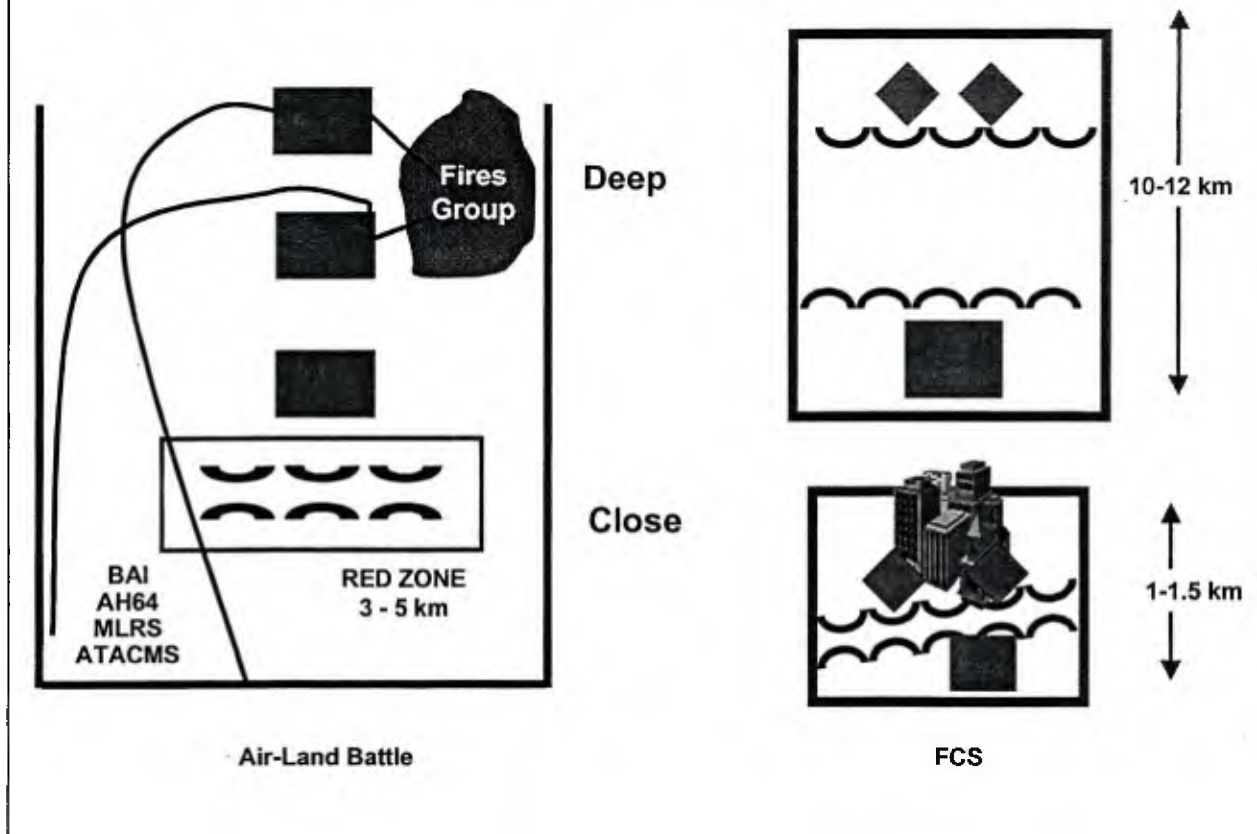 Fires
Group
Deep
Close
BAI
AH64
MLRS
ATACMS
RED ZONE
3 - 5 km
Air-Land Battle
10-12 km
1-1.5 km
FCS